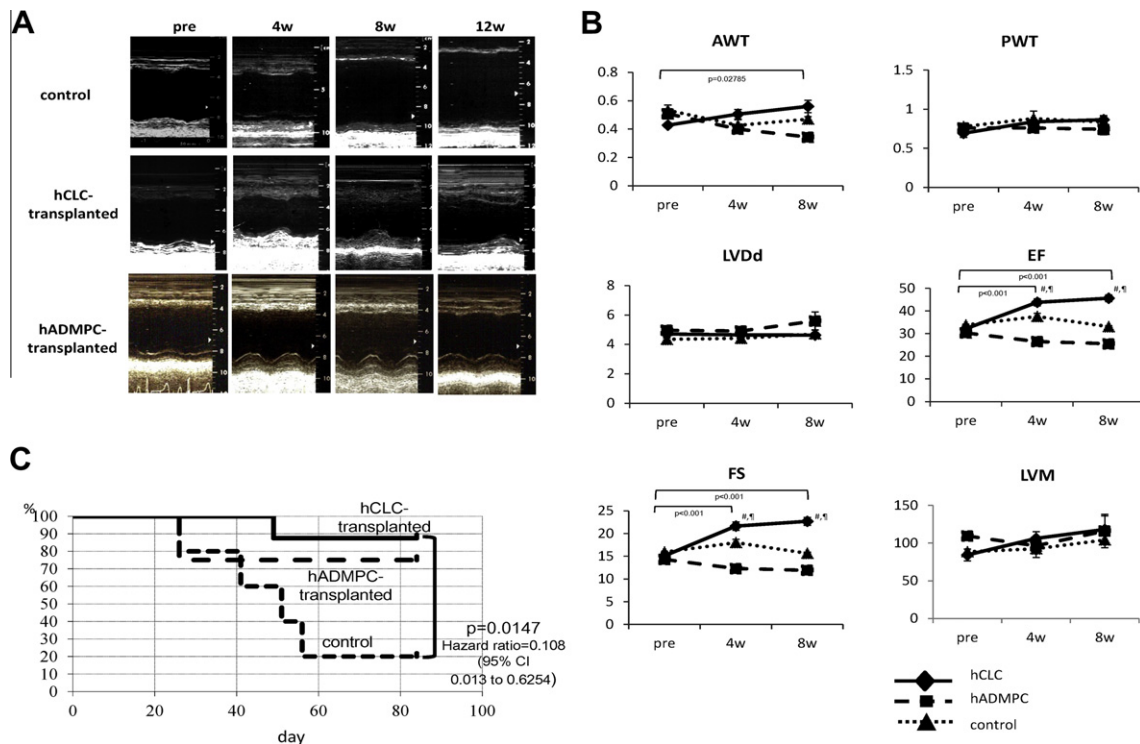 A
pre 4w 8w 12w
control
hCLC-
transplanted
hADMPC-
transplanted
B
AWT
p=0.02785
0.8
0.6
0.4
0.2
0
pre 4w 8w
PWT
1.5
1
0.5
0
pre 4w 8w
LVDd
8
6
4
2
0
pre 4w 8w
EF
p<0.001
p<0.001
#,¶ #,¶
50
40
30
20
10
0
pre 4w 8w
FS
p<0.001
p<0.001
#,¶ #,¶
25
20
15
10
5
0
pre 4w 8w
LVM
150
100
50
0
pre 4w 8w
hCLC
hADMPC
control
C
%
100
90
80
70
60
50
40
30
20
10
0
0 20 40 60 80 100
day
hCLC-
transplanted
hADMPC-
transplanted
control
p=0.0147
Hazard ratio=0.108
(95% CI
0.013 to 0.6254)